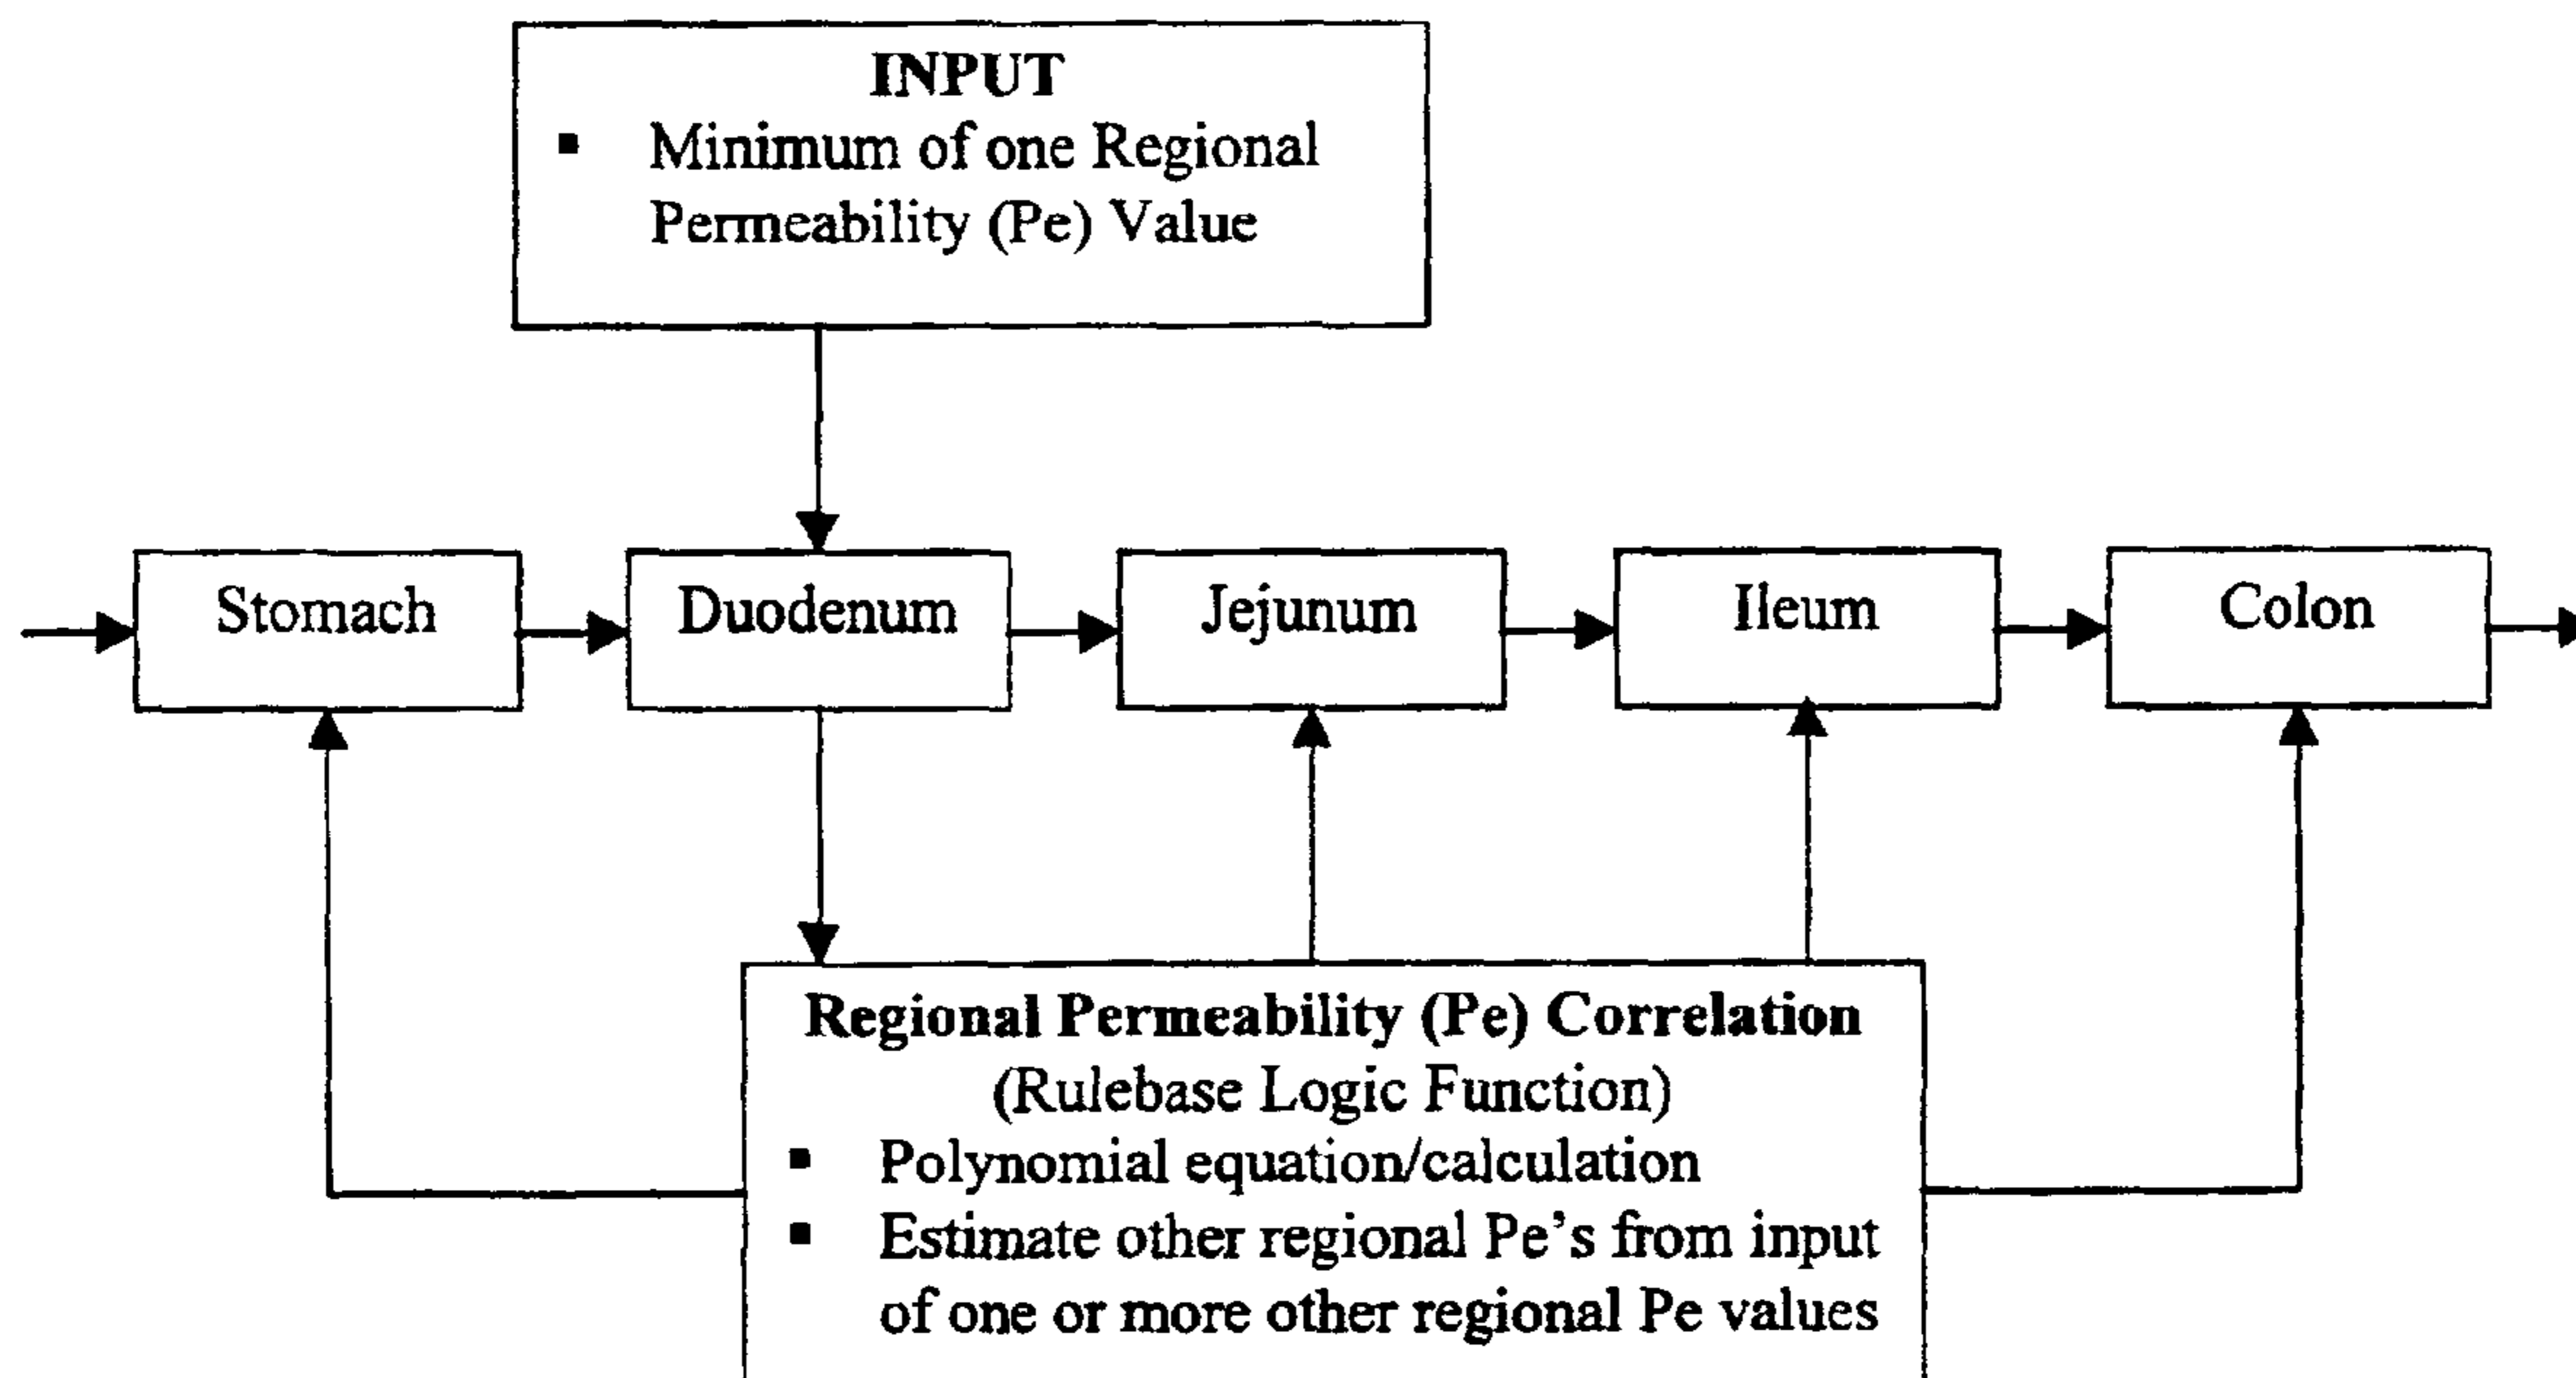 INPUT
▪ Minimum of one Regional
Permeability (Pe) Value
Stomach
Duodenum
Jejunum
Ileum
Colon
Regional Permeability (Pe) Correlation
(Rulebase Logic Function)
▪ Polynomial equation/calculation
▪ Estimate other regional Pe’s from input
of one or more other regional Pe values